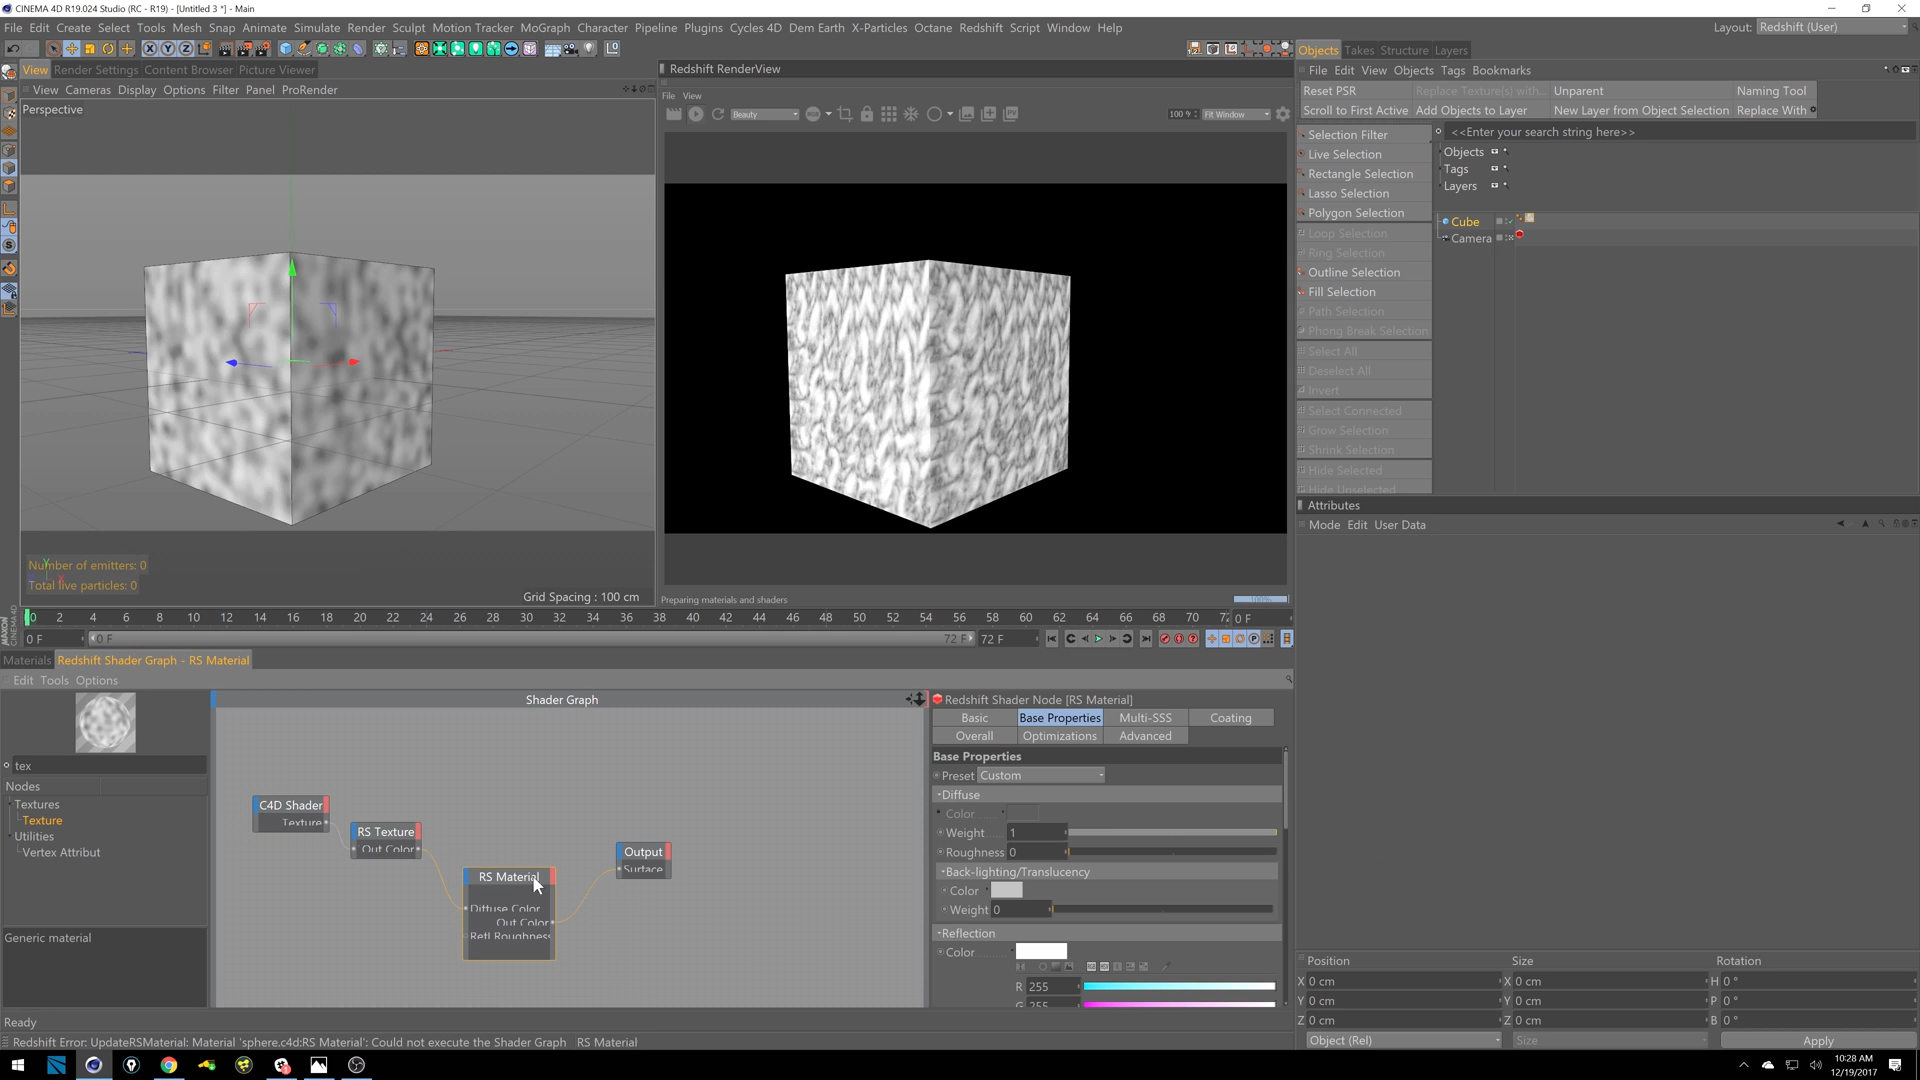 CINEMA 4D R19.024 Studio (RC - R19) - [Untitled 3 *] - Main
File Edit Create Select Tools Mesh Snap Animate Simulate Render Sculpt Motion Tracker MoGraph Character Pipeline Plugins Cycles 4D Dem Earth X-Particles Octane Redshift Script Window Help
Layout: Redshift (User)
View Render Settings Content Browser Picture Viewer
View Cameras Display Options Filter Panel ProRender
Perspective
Number of emitters: 0
Total live particles: 0
Grid Spacing : 100 cm
Redshift RenderView
File View
Beauty
100 %
Fit Window
Preparing materials and shaders
100%
Objects Takes Structure Layers
File Edit View Objects Tags Bookmarks
Reset PSR Replace Texture(s) with... Unparent Naming Tool
Scroll to First Active Add Objects to Layer New Layer from Object Selection Replace With
Selection Filter
Live Selection
Rectangle Selection
Lasso Selection
Polygon Selection
Loop Selection
Ring Selection
Outline Selection
Fill Selection
Path Selection
Phong Break Selection
Select All
Deselect All
Invert
Select Connected
Grow Selection
Shrink Selection
Hide Selected
Hide Unselected
<<Enter your search string here>>
Objects
Tags
Layers
Cube
Camera
Attributes
Mode Edit User Data
0 2 4 6 8 10 12 14 16 18 20 22 24 26 28 30 32 34 36 38 40 42 44 46 48 50 52 54 56 58 60 62 64 66 68 70 72 0 F
0 F 0 F 72 F 72 F
MAXON CINEMA 4D
Materials Redshift Shader Graph - RS Material
Edit Tools Options
tex
Nodes
Textures
Texture
Utilities
Vertex Attribut
Generic material
Shader Graph
C4D Shader
Texture
RS Texture
Out Color
RS Material
Diffuse Color
Out Color
Refl Roughness
Output
Surface
Redshift Shader Node [RS Material]
Basic Base Properties Multi-SSS Coating
Overall Optimizations Advanced
Base Properties
Preset Custom
Diffuse
Color
Weight 1
Roughness 0
Back-lighting/Translucency
Color
Weight 0
Reflection
Color
R 255
G 255
Position Size Rotation
X 0 cm X 0 cm H 0 °
Y 0 cm Y 0 cm P 0 °
Z 0 cm Z 0 cm B 0 °
Object (Rel) Size Apply
Ready
Redshift Error: UpdateRSMaterial: Material 'sphere.c4d:RS Material': Could not execute the Shader Graph RS Material
10:28 AM
12/19/2017